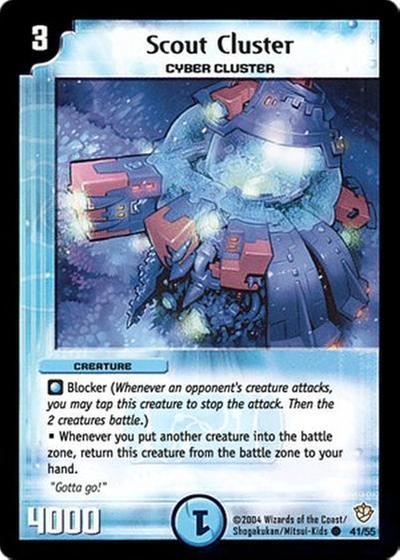 3
Scout Cluster
CYBER CLUSTER
CREATURE
Blocker (Whenever an opponent's creature attacks,
you may tap this creature to stop the attack. Then the
2 creatures battle.)
▪ Whenever you put another creature into the battle
zone, return this creature from the battle zone to your
hand.
"Gotta go!"
4000
1
©2004 Wizards of the Coast/
Shogakukan/Mitsui-Kids
41/55